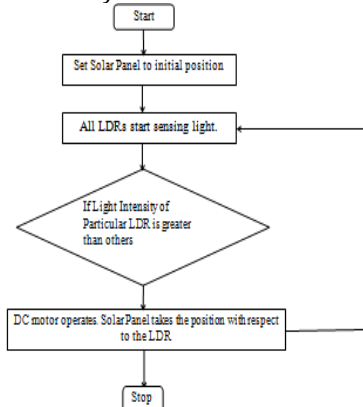 Start
Set Solar Panel to initial position
All LDRs start sensing light.
If Light Intensity of
Particular LDR is greater
than others
DC motor operates. Solar Panel takes the position with respect
to the LDR
Stop